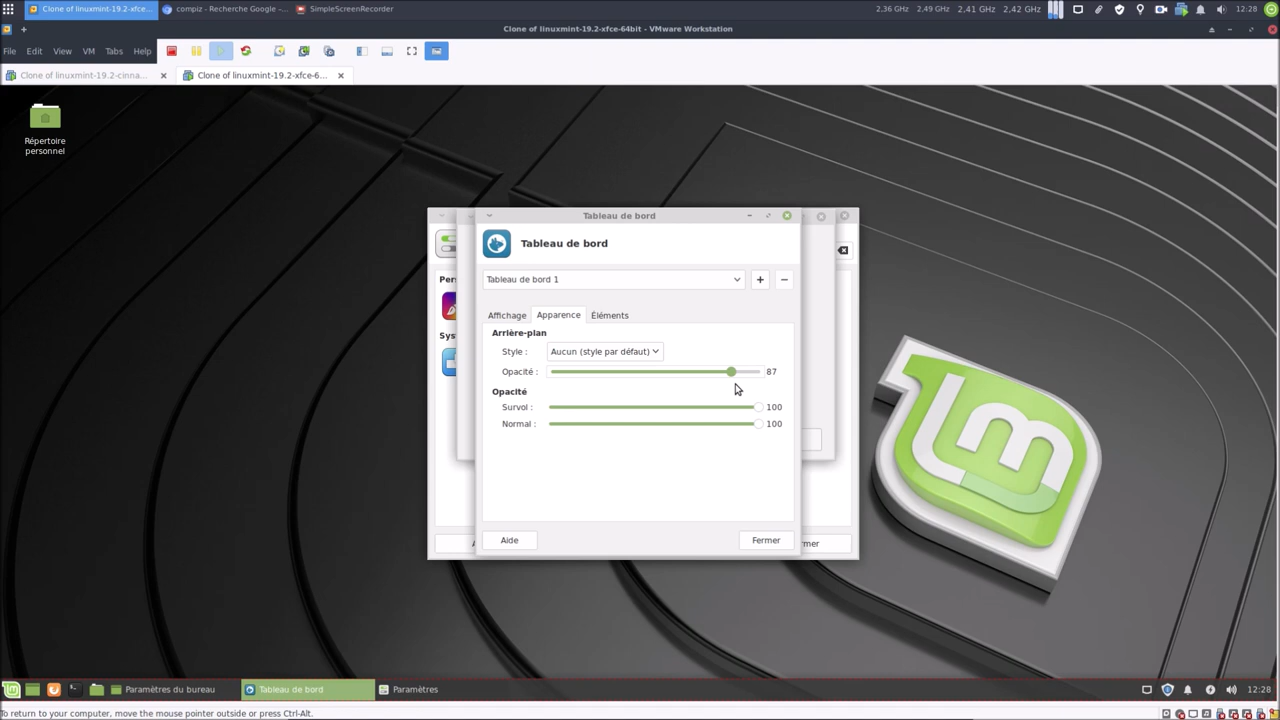 Clone of linuxmint-19.2-xfce...
compiz - Recherche Google –...
SimpleScreenRecorder
2.36 GHz 2,49 GHz 2,41 GHz 2,42 GHz
12:28
Clone of linuxmint-19.2-xfce-64bit - VMware Workstation
File Edit View VM Tabs Help
Clone of linuxmint-19.2-cinna...
Clone of linuxmint-19.2-xfce-6...
Répertoire
personnel
Tableau de bord
Tableau de bord
Per
Sys
Tableau de bord 1
Affichage Apparence Éléments
Arrière-plan
Style : Aucun (style par défaut)
Opacité : 87
Opacité
Survol : 100
Normal : 100
Aide Fermer
A
rmer
Paramètres du bureau
Tableau de bord
Paramètres
12:28
To return to your computer, move the mouse pointer outside or press Ctrl-Alt.